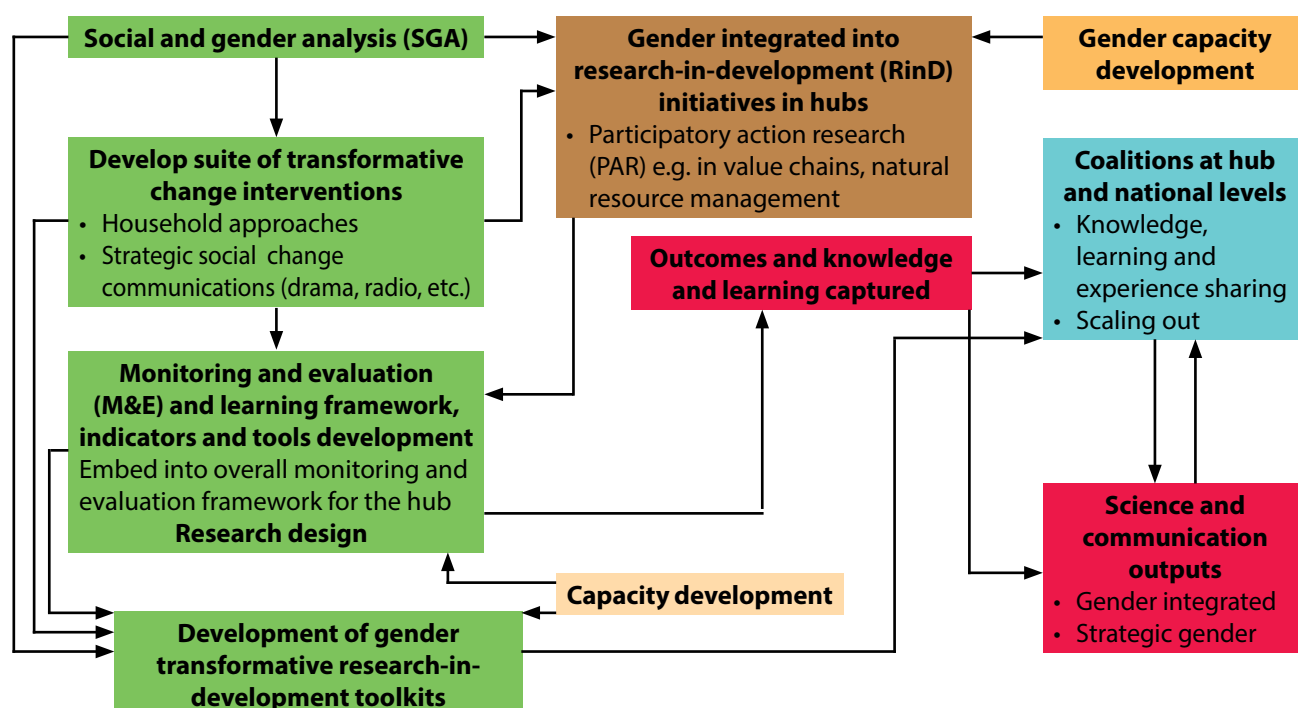 Social and gender analysis (SGA)
Gender integrated into
research-in-development (RinD)
initiatives in hubs
• Participatory action research
(PAR) e.g. in value chains, natural
resource management
Gender capacity
development
Develop suite of transformative
change interventions
• Household approaches
• Strategic social change
communications (drama, radio, etc.)
Coalitions at hub
and national levels
• Knowledge,
learning and
experience sharing
• Scaling out
Outcomes and knowledge
and learning captured
Monitoring and evaluation
(M&E) and learning framework,
indicators and tools development
Embed into overall monitoring and
evaluation framework for the hub
Research design
Science and
communication
outputs
• Gender integrated
• Strategic gender
Capacity development
Development of gender
transformative research-in-
development toolkits